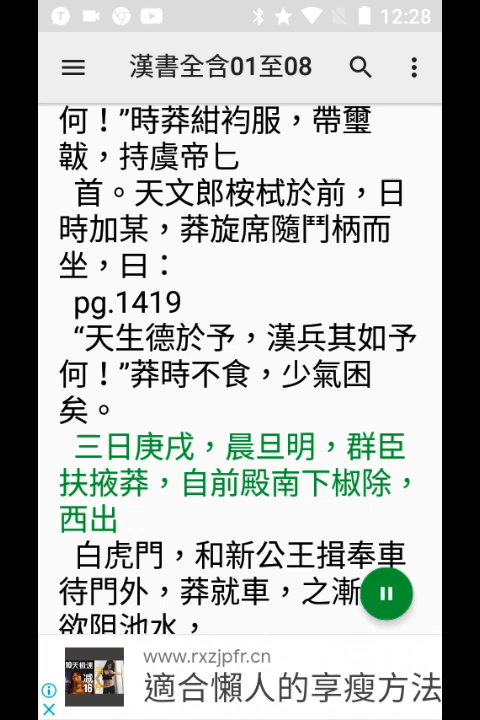 12:28
漢書全含01至08
何！”時莽紺袀服，帶璽
韍，持虞帝匕
首。天文郎桉栻於前，日
時加某，莽旋席隨鬥柄而
坐，曰：
pg.1419
“天生德於予，漢兵其如予
何！”莽時不食，少氣困
矣。
三日庚戌，晨旦明，群臣
扶掖莽，自前殿南下椒除，
西出
白虎門，和新公王揖奉車
待門外，莽就車，之漸
欲阻池水，
www.rxzjpfr.cn
適合懶人的享瘦方法